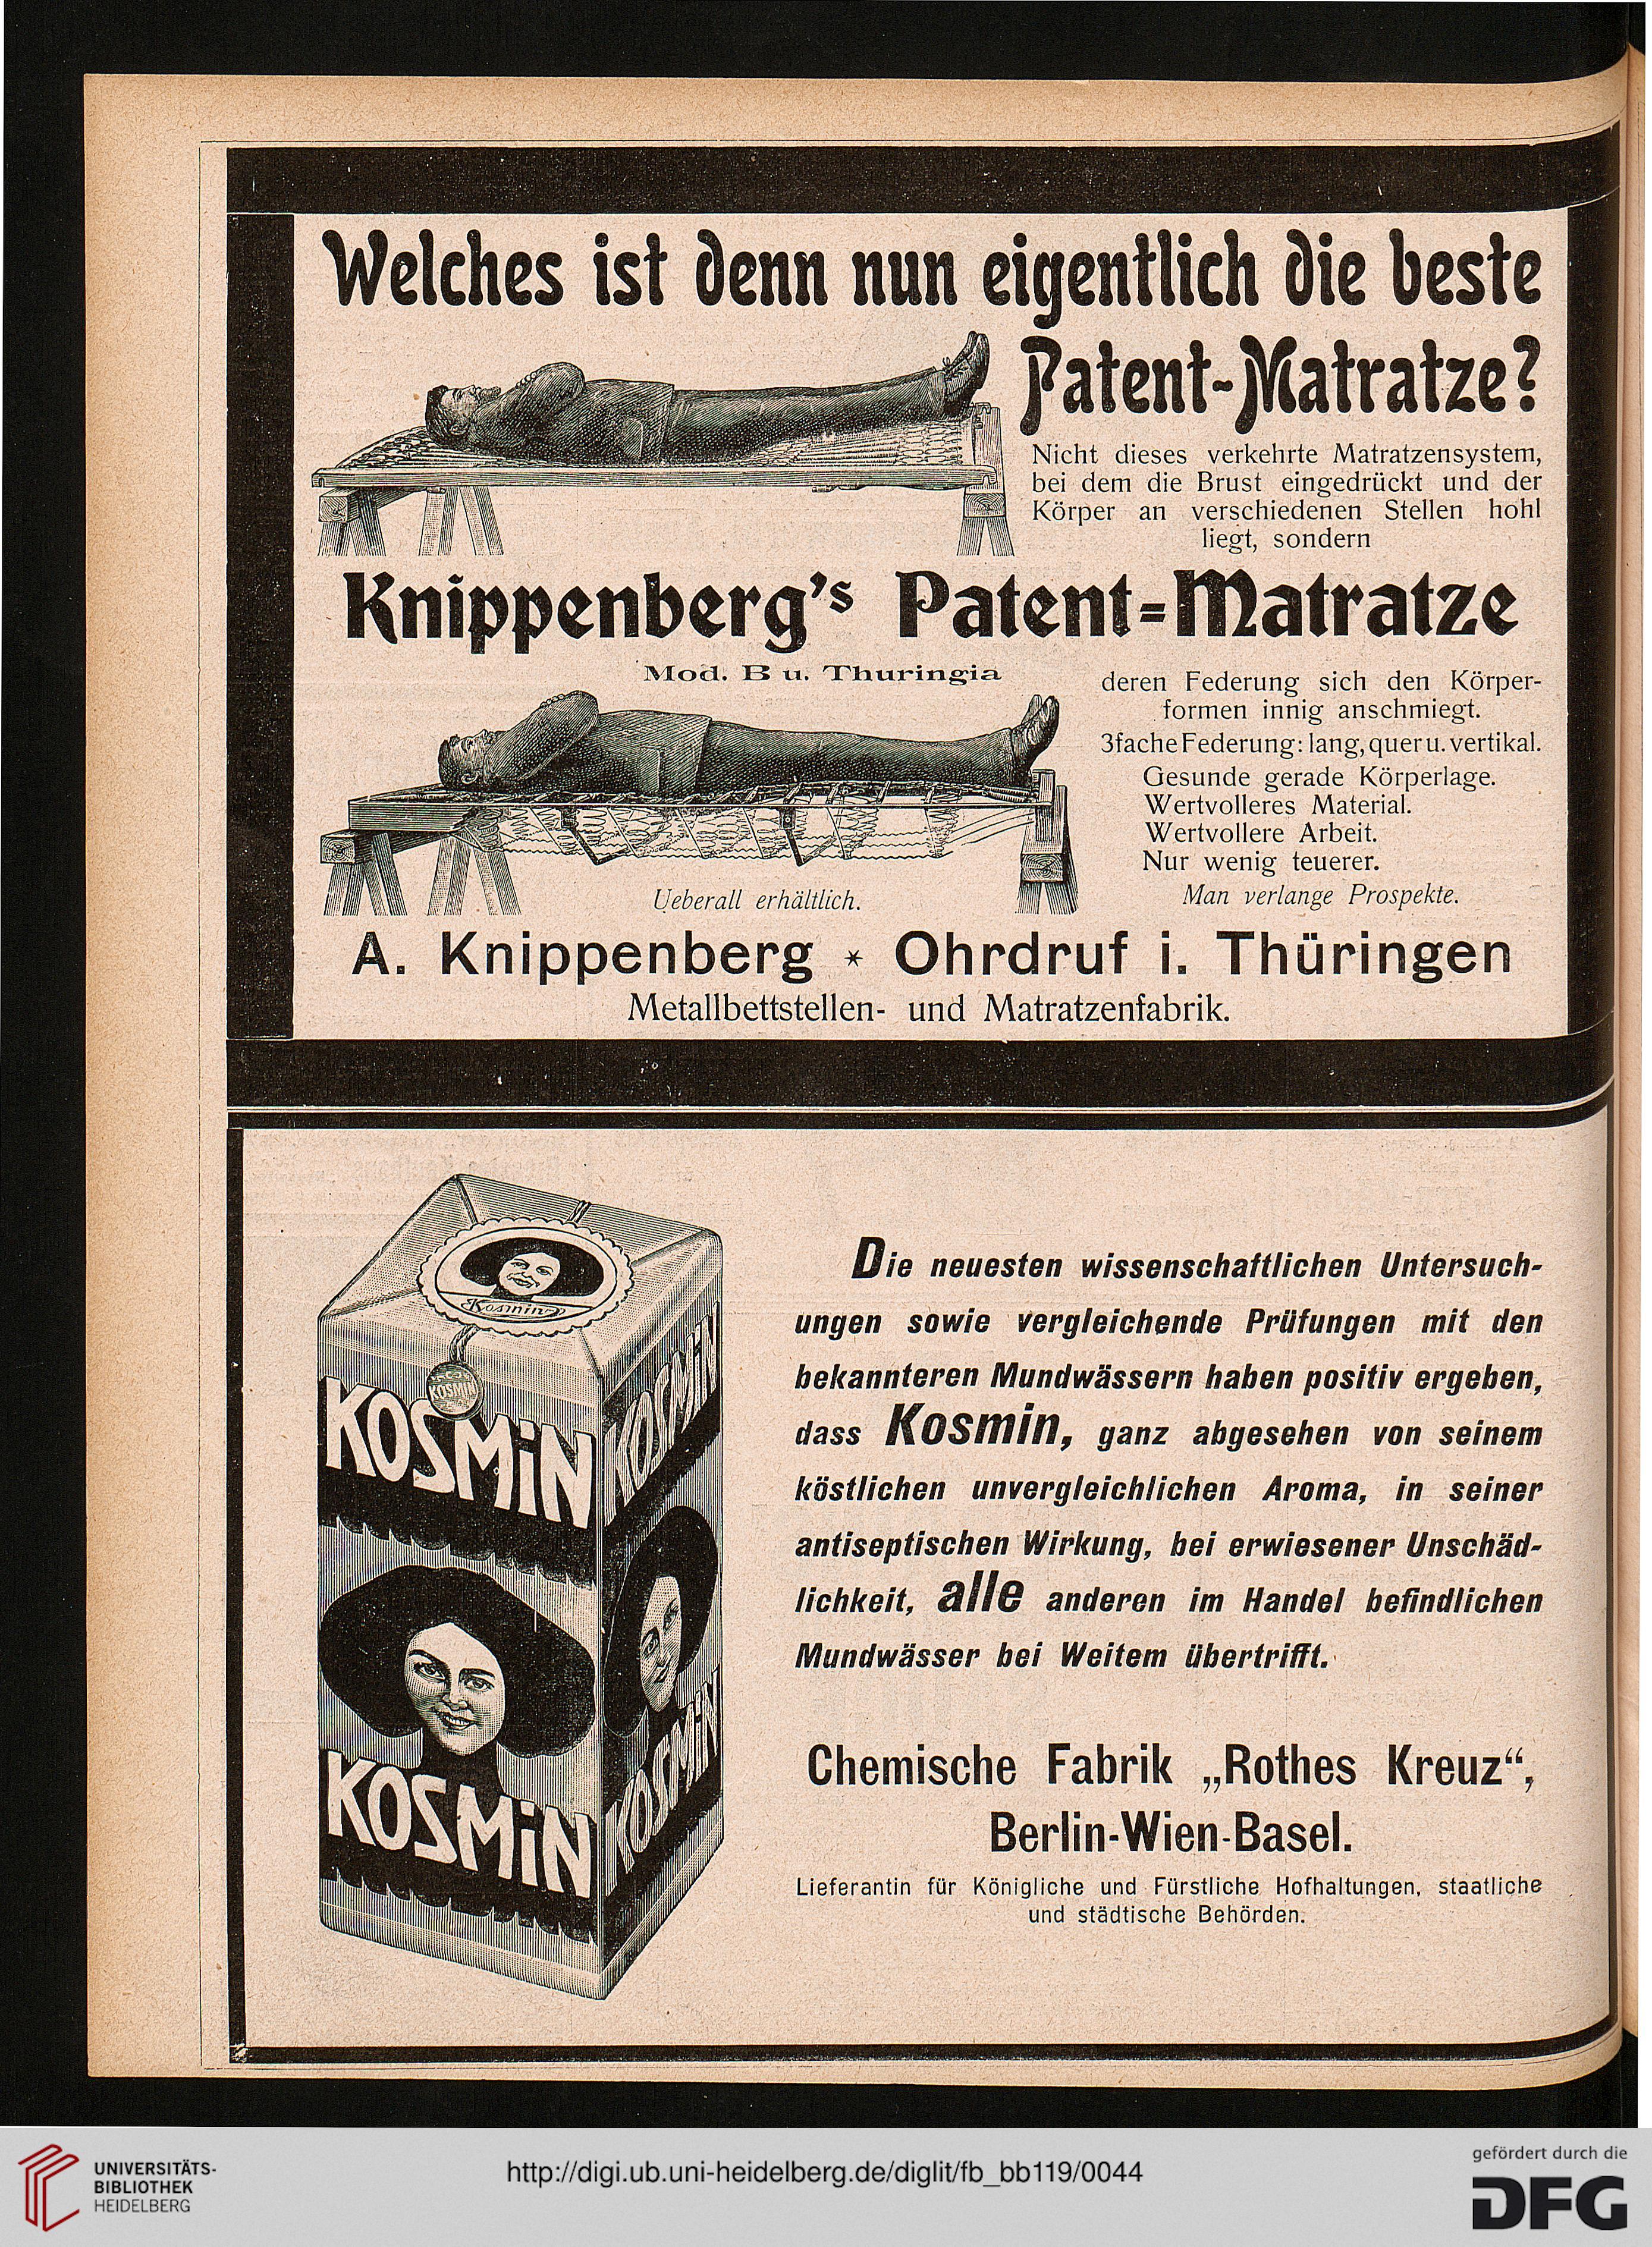 Welches ist denn nun eigentlich die beste
Patent-Matratze?
Nicht dieses verkehrte Matratzensystem,
bei dem die Brust eingedrückt und der
Körper an verschiedenen Stellen hohl
liegt, sondern
Knippenberg's Patent=Matratze
Mod. B u. Thuringia
deren Federung sich den Körper-
formen innig anschmiegt.
3fache Federung: lang, quer u. vertikal.
Gesunde gerade Körperlage.
Wertvolleres Material.
Wertvollere Arbeit.
Nur wenig teuerer.
Ueberall erhältlich.
Man verlange Prospekte.
A. Knippenberg * Ohrdruf i. Thüringen
Metallbettstellen- und Matratzenfabrik.
Kosmin
KOSMIN
KOSMiN
KOSMiN
KOSMiN
KOSMiN
Die neuesten wissenschaftlichen Untersuch-
ungen sowie vergleichende Prüfungen mit den
bekannteren Mundwässern haben positiv ergeben,
dass Kosmin, ganz abgesehen von seinem
köstlichen unvergleichlichen Aroma, in seiner
antiseptischen Wirkung, bei erwiesener Unschäd-
lichkeit, alle anderen im Handel befindlichen
Mundwässer bei Weitem übertrifft.
Chemische Fabrik „Rothes Kreuz“,
Berlin-Wien-Basel.
Lieferantin für Königliche und Fürstliche Hofhaltungen, staatliche
und städtische Behörden.
UNIVERSITÄTS-
BIBLIOTHEK
HEIDELBERG
http://digi.ub.uni-heidelberg.de/diglit/fb_bb119/0044
gefördert durch die
DFG